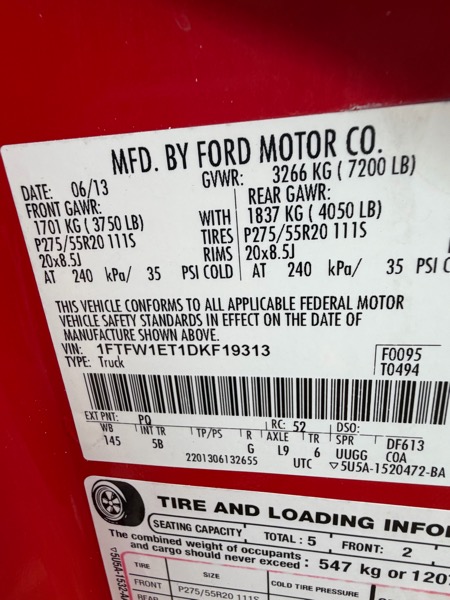 MFD. BY FORD MOTOR CO.
DATE: 06/13 GVWR: 3266 KG ( 7200 LB)
FRONT GAWR: REAR GAWR:
1701 KG ( 3750 LB) WITH 1837 KG ( 4050 LB)
P275/55R20 111S TIRES P275/55R20 111S
20x8.5J RIMS 20x8.5J
AT 240 kPa/ 35 PSI COLD AT 240 kPa/ 35 PSI C
THIS VEHICLE CONFORMS TO ALL APPLICABLE FEDERAL MOTOR
VEHICLE SAFETY STANDARDS IN EFFECT ON THE DATE OF
MANUFACTURE SHOWN ABOVE.
VIN: 1FTFW1ET1DKF19313
TYPE: Truck
F0095
T0494
EXT PNT: PQ RC: 52 DSO:
WB INT TR TP/PS R AXLE TR SPR DF613
145 5B G L9 6 UUGG COA
2201306132655 UTC ▽5U5A-1520472-BA
TIRE AND LOADING INFO
SEATING CAPACITY TOTAL : 5 FRONT: 2
The combined weight of occupants
and cargo should never exceed : 547 kg or 120
TIRE SIZE COLD TIRE PRESSURE
FRONT P275/55R20 111S
REAR
▽5U5A-1532